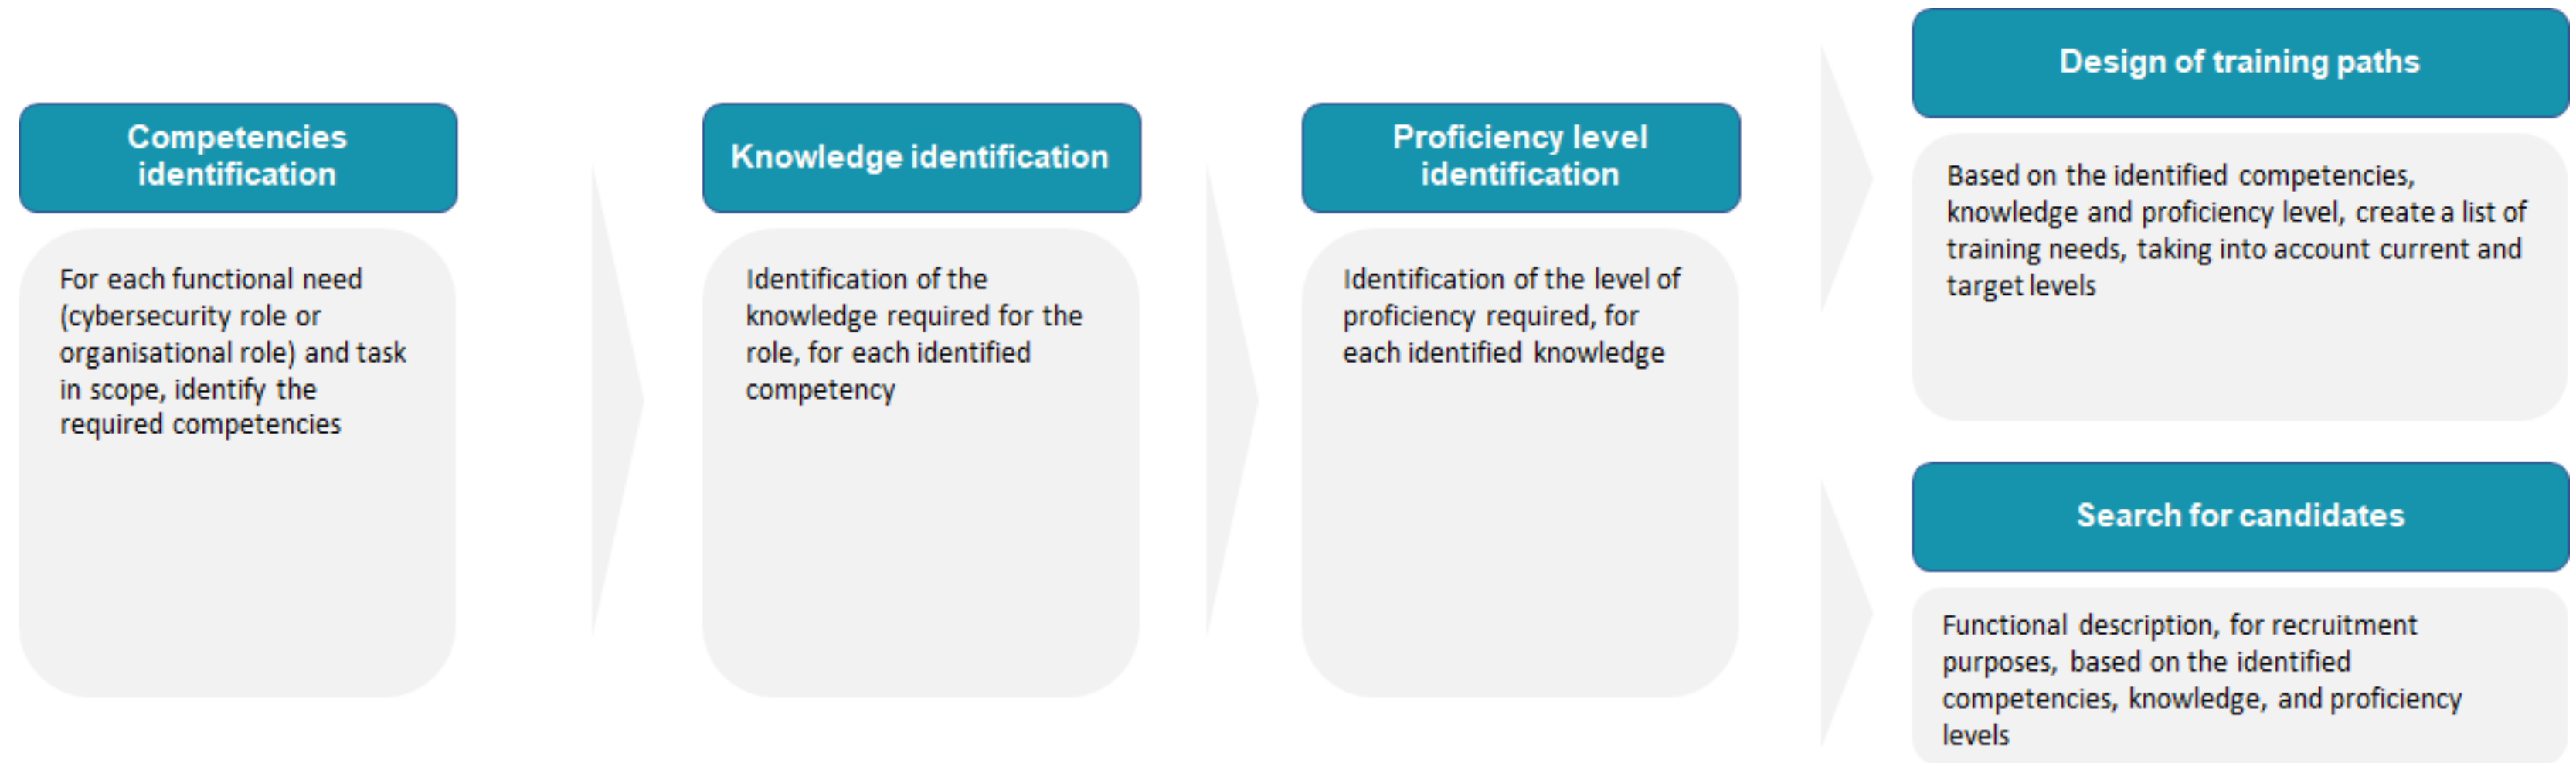 Competencies
identification
For each functional need
(cybersecurity role or
organisational role) and task
in scope, identify the
required competencies
Knowledge identification
Identification of the
knowledge required for the
role, for each identified
competency
Proficiency level
identification
Identification of the level of
proficiency required, for
each identified knowledge
Design of training paths
Based on the identified competencies,
knowledge and proficiency level, create a list of
training needs, taking into account current and
target levels
Search for candidates
Functional description, for recruitment
purposes, based on the identified
competencies, knowledge, and proficiency
levels